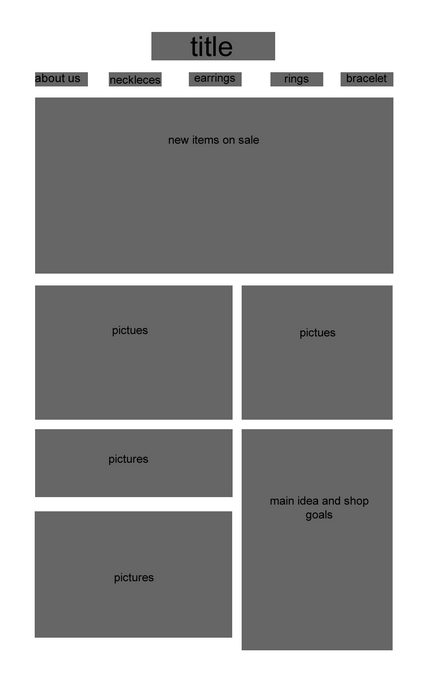 title
about us
neckleces
earrings
rings
bracelet
new items on sale
pictues
pictues
pictures
main idea and shop
goals
pictures